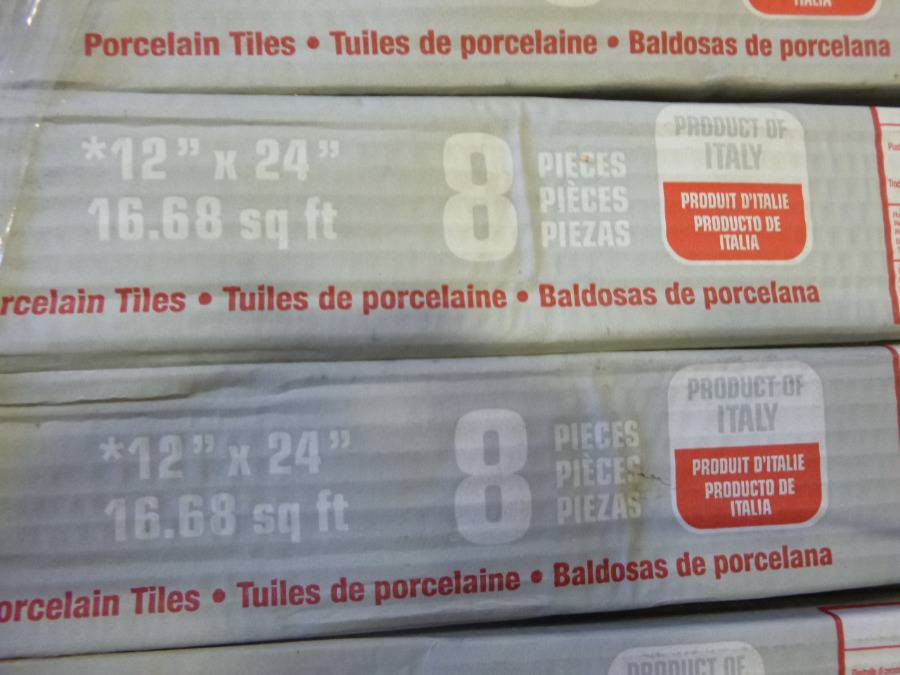 ITALIA
Porcelain Tiles • Tuiles de porcelaine • Baldosas de porcelana
*12” x 24”
16.68 sq ft
8
PIECES
PIÈCES
PIEZAS
PRODUCT OF
ITALY
PRODUIT D'ITALIE
PRODUCTO DE
ITALIA
rcelain Tiles • Tuiles de porcelaine • Baldosas de porcelana
*12” x 24”
16.68 sq ft
8
PIECES
PIÈCES
PIEZAS
PRODUCT OF
ITALY
PRODUIT D'ITALIE
PRODUCTO DE
ITALIA
orcelain Tiles • Tuiles de porcelaine • Baldosas de porcelana
PRODUCT OF